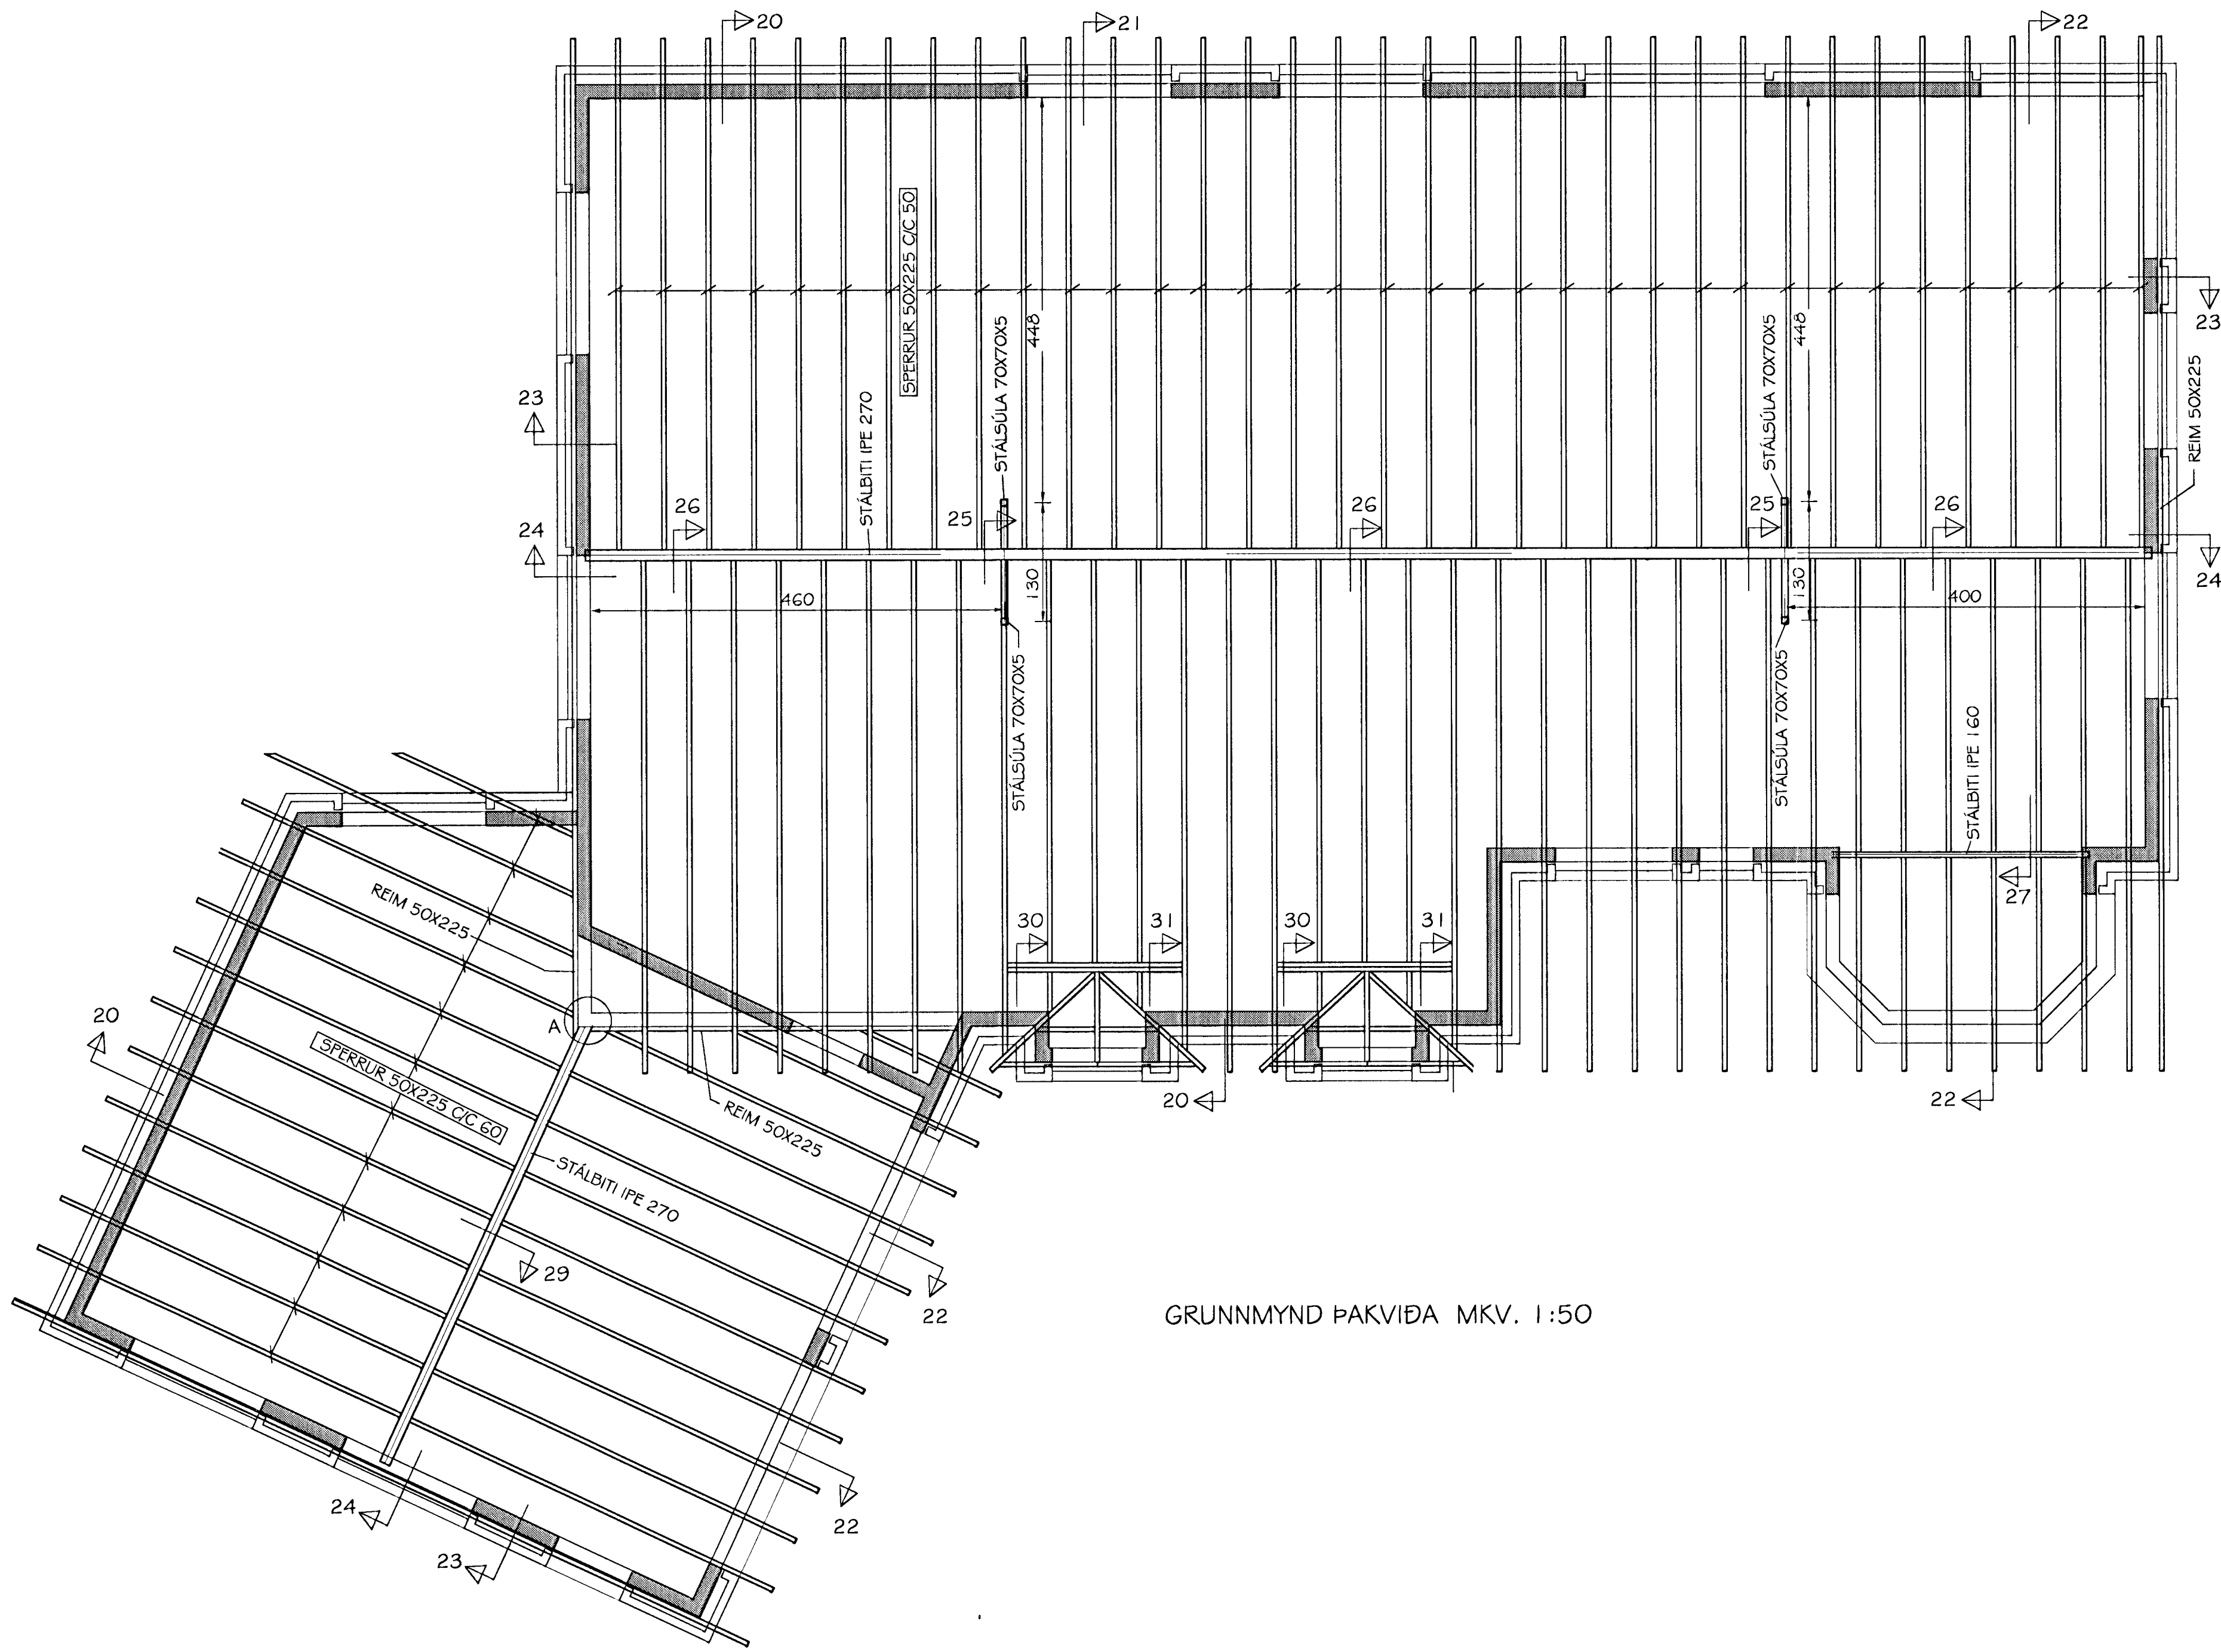 20
21
22
SPERRUR 50X225 C/C 50
448
STÁLSÚLA 70X70X5
448
STÁLSÚLA 70X70X5
23
REIM 50X225
23
STÁLBITI IPE 270
26
25
26
25
26
24
24
460
130
130
400
STÁLSÚLA 70X70X5
STÁLSÚLA 70X70X5
STÁLBITI IPE 160
27
REIM 50X225
30
31
30
31
A
20
SPERRUR 50X225 C/C 60
REIM 50X225
20
22
STÁLBITI IPE 270
29
22
GRUNNMYND ÞAKVIÐA MKV. 1:50
24
22
23